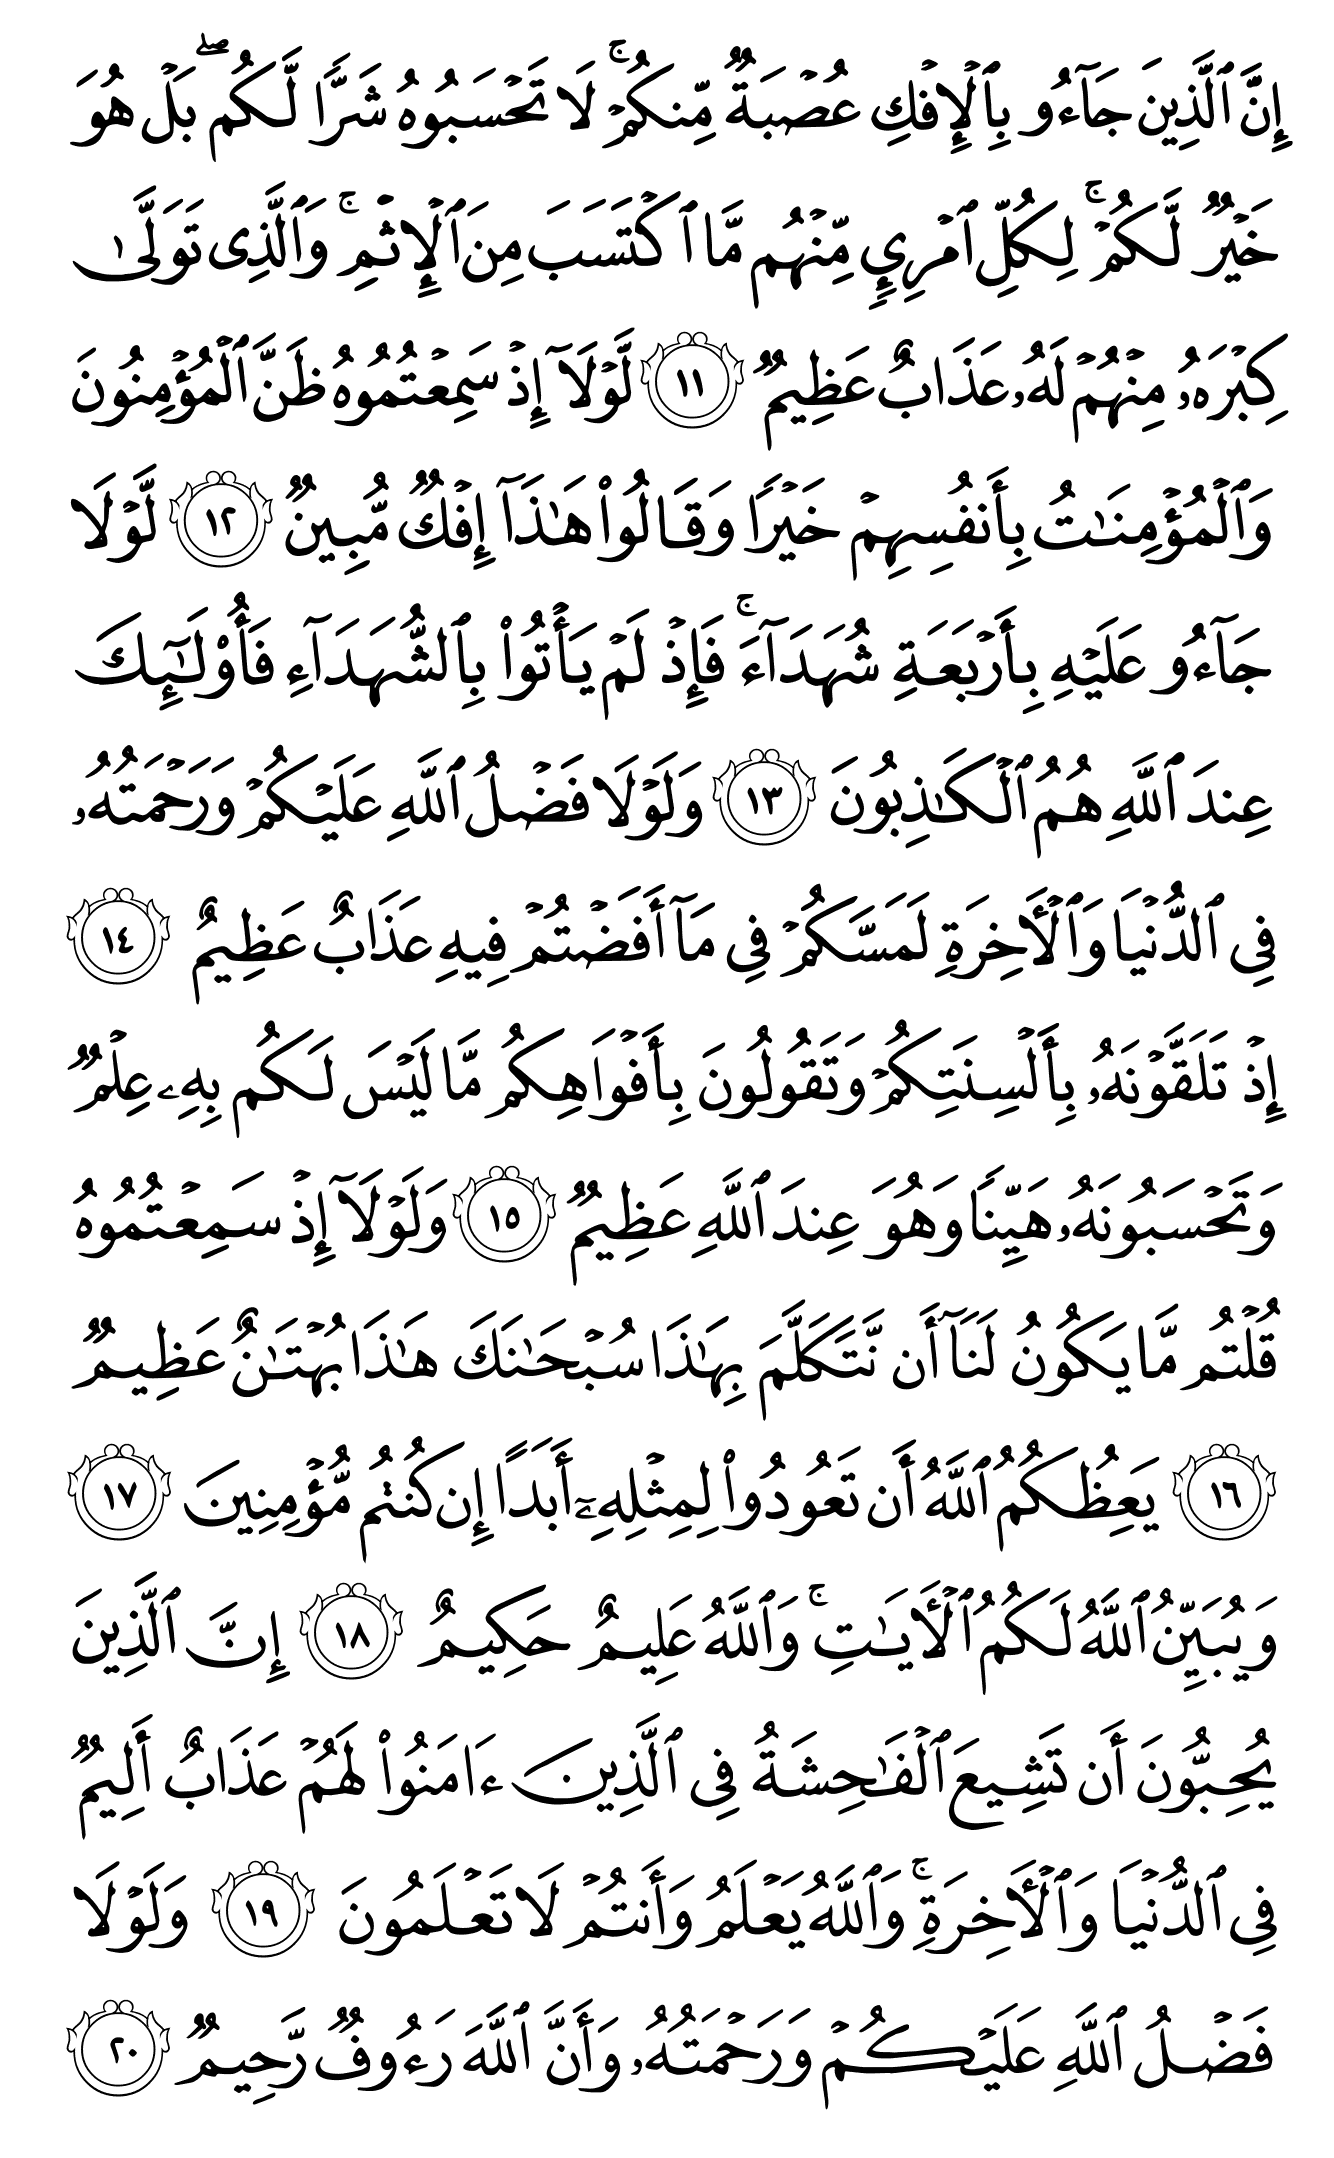 إِنَّ ٱلَّذِينَ جَآءُو بِٱلْإِفْكِ عُصْبَةٌ مِّنكُمْ ۚ لَا تَحْسَبُوهُ شَرًّا لَّكُم ۖ بَلْ هُوَ
خَيْرٌ لَّكُمْ ۚ لِكُلِّ ٱمْرِئٍ مِّنْهُم مَّا ٱكْتَسَبَ مِنَ ٱلْإِثْمِ ۚ وَٱلَّذِى تَوَلَّىٰ
كِبْرَهُۥ مِنْهُمْ لَهُۥ عَذَابٌ عَظِيمٌ ١١ لَّوْلَآ إِذْ سَمِعْتُمُوهُ ظَنَّ ٱلْمُؤْمِنُونَ
وَٱلْمُؤْمِنَـٰتُ بِأَنفُسِهِمْ خَيْرًا وَقَالُوا۟ هَـٰذَآ إِفْكٌ مُّبِينٌ ١٢ لَّوْلَا
جَآءُو عَلَيْهِ بِأَرْبَعَةِ شُهَدَآءَ ۚ فَإِذْ لَمْ يَأْتُوا۟ بِٱلشُّهَدَآءِ فَأُو۟لَـٰٓئِكَ
عِندَ ٱللَّهِ هُمُ ٱلْكَـٰذِبُونَ ١٣ وَلَوْلَا فَضْلُ ٱللَّهِ عَلَيْكُمْ وَرَحْمَتُهُۥ
فِى ٱلدُّنْيَا وَٱلْـَٔاخِرَةِ لَمَسَّكُمْ فِى مَآ أَفَضْتُمْ فِيهِ عَذَابٌ عَظِيمٌ ١٤
إِذْ تَلَقَّوْنَهُۥ بِأَلْسِنَتِكُمْ وَتَقُولُونَ بِأَفْوَاهِكُم مَّا لَيْسَ لَكُم بِهِۦ عِلْمٌ
وَتَحْسَبُونَهُۥ هَيِّنًا وَهُوَ عِندَ ٱللَّهِ عَظِيمٌ ١٥ وَلَوْلَآ إِذْ سَمِعْتُمُوهُ
قُلْتُم مَّا يَكُونُ لَنَآ أَن نَّتَكَلَّمَ بِهَـٰذَا سُبْحَـٰنَكَ هَـٰذَا بُهْتَـٰنٌ عَظِيمٌ
١٦ يَعِظُكُمُ ٱللَّهُ أَن تَعُودُوا۟ لِمِثْلِهِۦٓ أَبَدًا إِن كُنتُم مُّؤْمِنِينَ ١٧
وَيُبَيِّنُ ٱللَّهُ لَكُمُ ٱلْـَٔايَـٰتِ ۚ وَٱللَّهُ عَلِيمٌ حَكِيمٌ ١٨ إِنَّ ٱلَّذِينَ
يُحِبُّونَ أَن تَشِيعَ ٱلْفَـٰحِشَةُ فِى ٱلَّذِينَ ءَامَنُوا۟ لَهُمْ عَذَابٌ أَلِيمٌ
فِى ٱلدُّنْيَا وَٱلْـَٔاخِرَةِ ۚ وَٱللَّهُ يَعْلَمُ وَأَنتُمْ لَا تَعْلَمُونَ ١٩ وَلَوْلَا
فَضْلُ ٱللَّهِ عَلَيْكُمْ وَرَحْمَتُهُۥ وَأَنَّ ٱللَّهَ رَءُوفٌ رَّحِيمٌ ٢٠